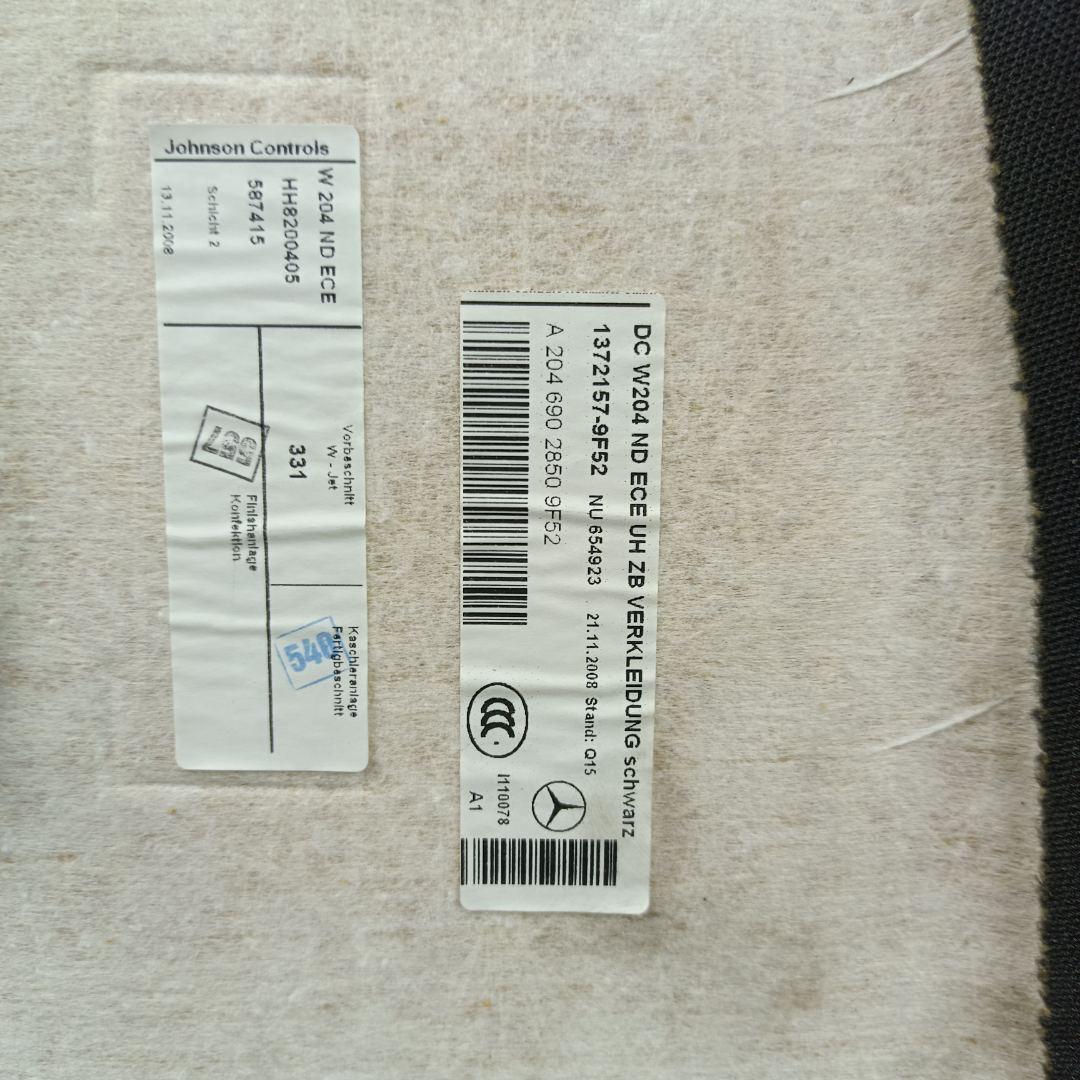 Johnson Controls
W 204 ND ECE
HH8200405
587415
Schicht 2
13.11.2008
Vorbeschnitt
W - Jet
331
Finishanlage
Konfektion
Kaschieranlage
Fertigbeschnitt
540
DC W204 ND ECE UH ZB VERKLEIDUNG schwarz
1372157-9F52 NU 654923 21.11.2008 Stand: Q15
A 204 690 2850 9F52
I110078
A1